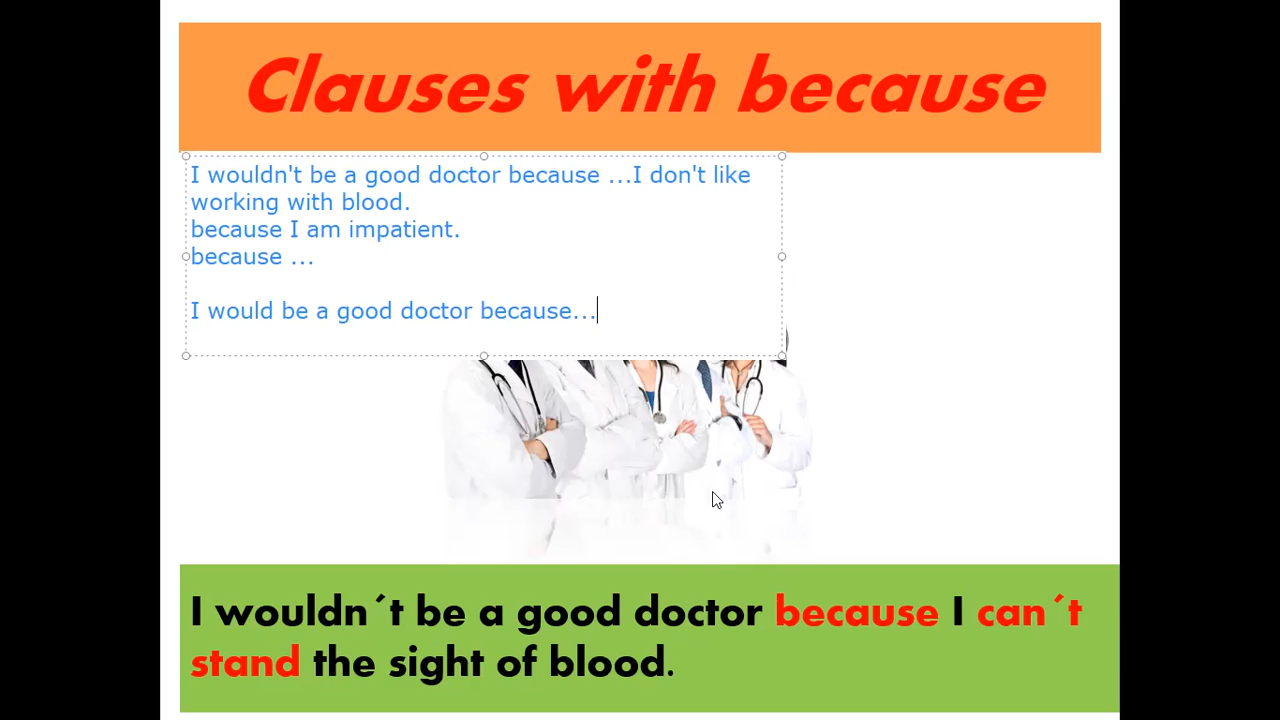 Clauses with because
I wouldn't be a good doctor because ...I don't like
working with blood.
because I am impatient.
because ...
I would be a good doctor because...
I wouldn´t be a good doctor because I can´t
stand the sight of blood.